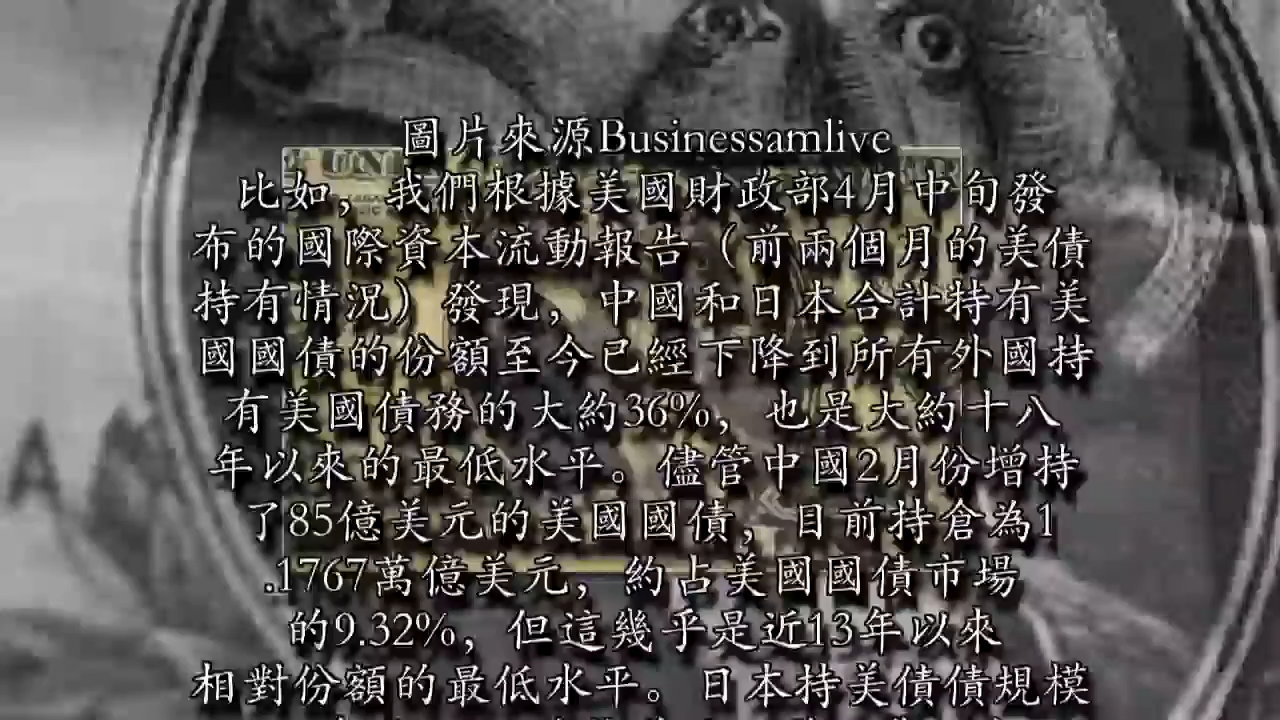 圖片來源Businessamlive
比如，我們根據美國財政部4月中旬發
布的國際資本流動報告（前兩個月的美債
持有情況）發現，中國和日本合計持有美
國國債的份額至今已經下降到所有外國持
有美國債務的大約36%，也是大約十八
年以來的最低水平。儘管中國2月份增持
了85億美元的美國國債，目前持倉為1
.1767萬億美元，約占美國國債市場
的9.32%，但這幾乎是近13年以來
相對份額的最低水平。日本持美債債規模